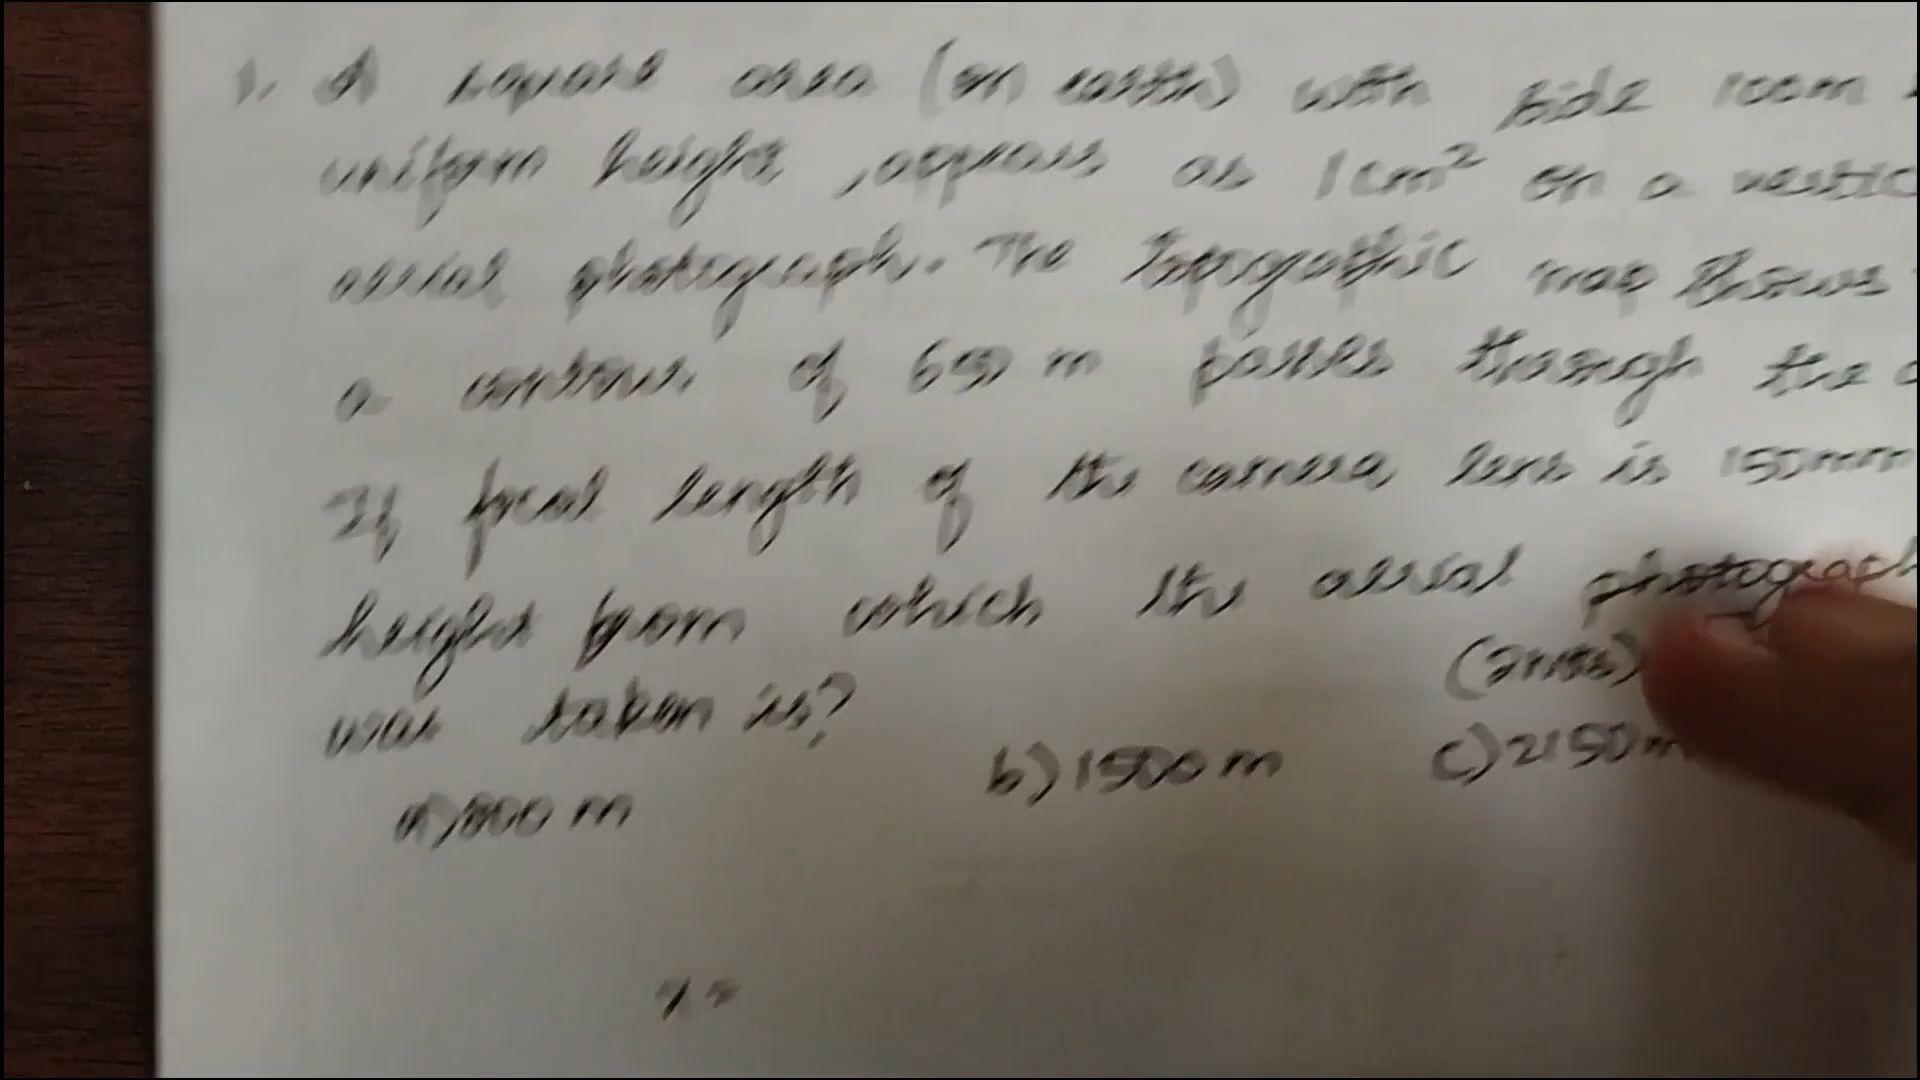 1. A square area (on earth) with side 100m
uniform height, appears as 1cm² on a vertic
aerial photograph. The topographic map shows
a contour of 650 m passes through the
If focal length of the camera lens is 150mm
height from which the aerial photograph
was taken is? (2mks)
a) 800 m b) 1500 m c) 2150m